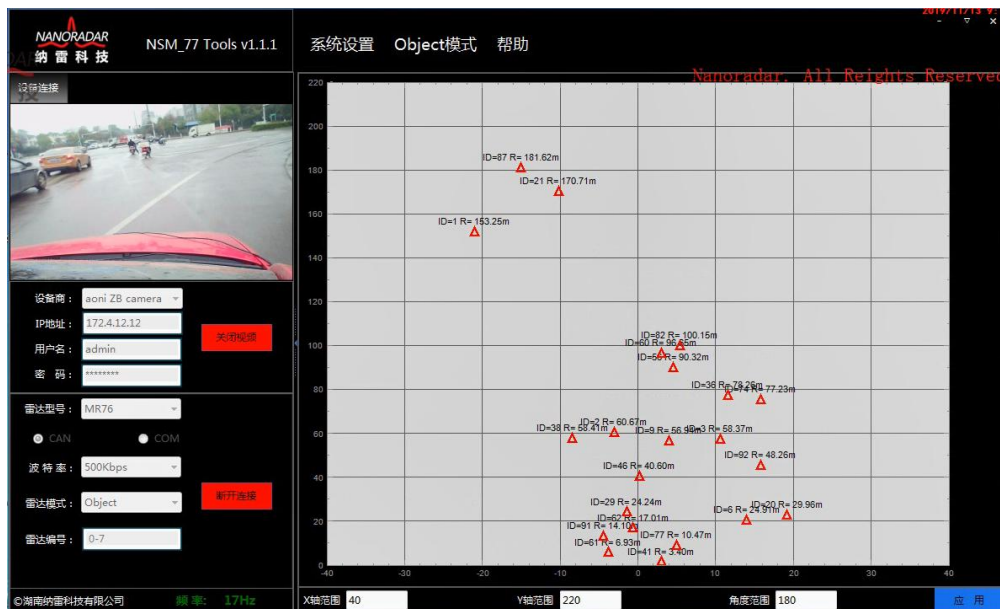 2019/11/13 9:
NANORADAR
纳雷科技
NSM_77 Tools v1.1.1
系统设置 Object模式 帮助
Nanoradar. All Reights Reserved
设备连接
设备商： aoni ZB camera
IP地址： 172.4.12.12
用户名： admin
密 码： ********
关闭视频
雷达型号： MR76
CAN COM
波特率： 500Kbps
雷达模式： Object
断开连接
雷达编号： 0-7
©湖南纳雷科技有限公司 频率: 17Hz
220
200
180
160
140
120
100
80
60
40
20
0
-40 -30 -20 -10 0 10 20 30 40
ID=87 R= 181.62m
ID=21 R= 170.71m
ID=1 R= 153.25m
ID=82 R= 100.15m
ID=60 R=
R= 90.32m
ID=36 R= 78.26m
R= 77.23m
ID=2 R= 60.67m
ID=38 R= 58.41m
ID=9 R=
R= 58.37m
ID=92 R= 48.26m
ID=46 R= 40.60m
ID=29 R= 24.24m
ID=20 R= 29.96m
ID=6 R= 24.91m
ID=62 R= 17.01m
ID=91 R= 14.10m
ID=77 R= 10.47m
ID=61 R= 6.93m
ID=41 R= 3.40m
X轴范围 40 Y轴范围 220 角度范围 180 应 用